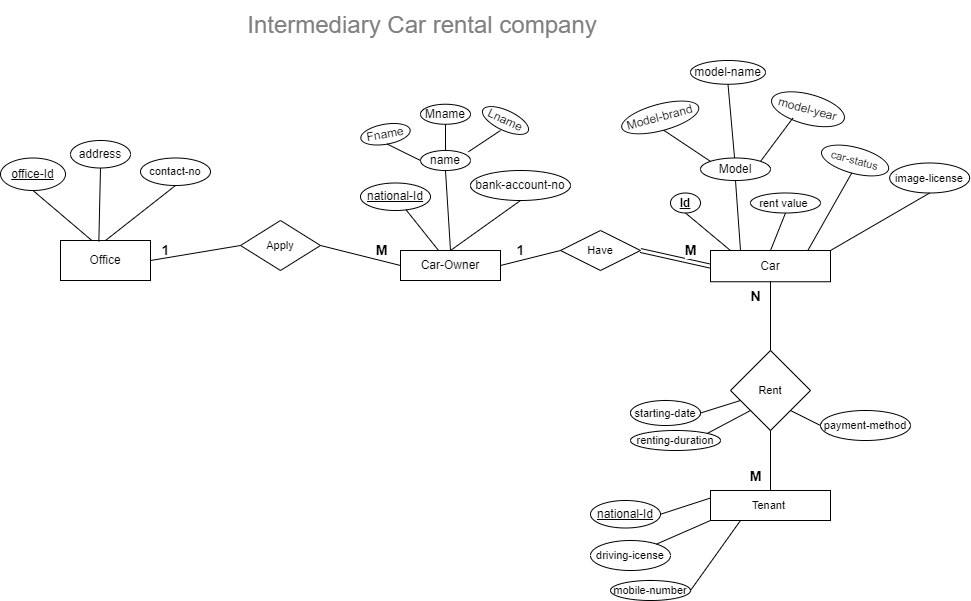 Intermediary Car rental company
model-name
Model-brand
model-year
Fname
Mname
Lname
name
Model
car-status
office-Id
address
contact-no
national-Id
bank-account-no
Id
rent value
image-license
Office
1
Apply
M
Car-Owner
1
Have
M
Car
N
Rent
starting-date
renting-duration
payment-method
M
Tenant
national-Id
driving-icense
mobile-number